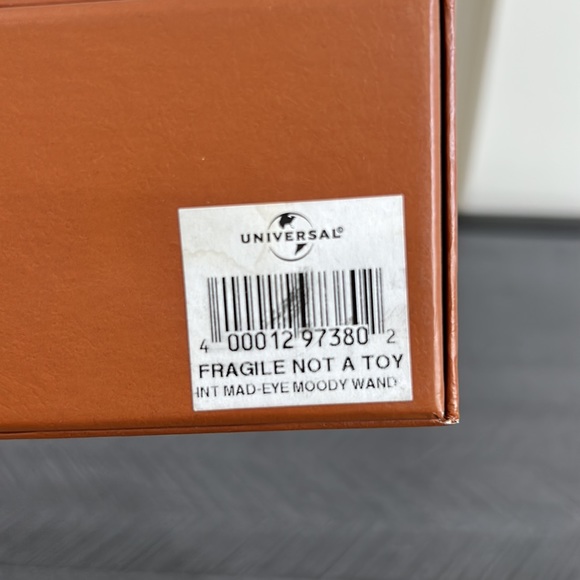 UNIVERSAL®
4 00012 97380 2
FRAGILE NOT A TOY
INT MAD-EYE MOODY WAND